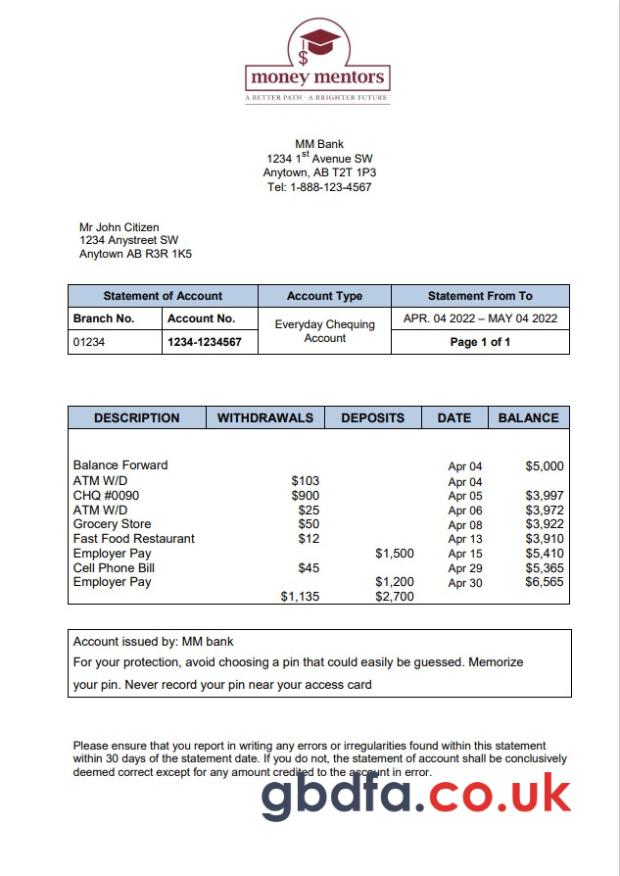 $
money mentors
A BETTER PATH · A BRIGHTER FUTURE
MM Bank
1234 1st Avenue SW
Anytown, AB T2T 1P3
Tel: 1-888-123-4567
Mr John Citizen
1234 Anystreet SW
Anytown AB R3R 1K5
Statement of Account Account Type Statement From To
Branch No. Account No. Everyday Chequing Account APR. 04 2022 – MAY 04 2022
01234 1234-1234567 Page 1 of 1
DESCRIPTION WITHDRAWALS DEPOSITS DATE BALANCE
Balance Forward Apr 04 $5,000
ATM W/D $103 Apr 04
CHQ #0090 $900 Apr 05 $3,997
ATM W/D $25 Apr 06 $3,972
Grocery Store $50 Apr 08 $3,922
Fast Food Restaurant $12 Apr 13 $3,910
Employer Pay $1,500 Apr 15 $5,410
Cell Phone Bill $45 Apr 29 $5,365
Employer Pay $1,200 Apr 30 $6,565
$1,135 $2,700
Account issued by: MM bank
For your protection, avoid choosing a pin that could easily be guessed. Memorize
your pin. Never record your pin near your access card
Please ensure that you report in writing any errors or irregularities found within this statement
within 30 days of the statement date. If you do not, the statement of account shall be conclusively
deemed correct except for any amount credited to the account in error.
gbdfa.co.uk